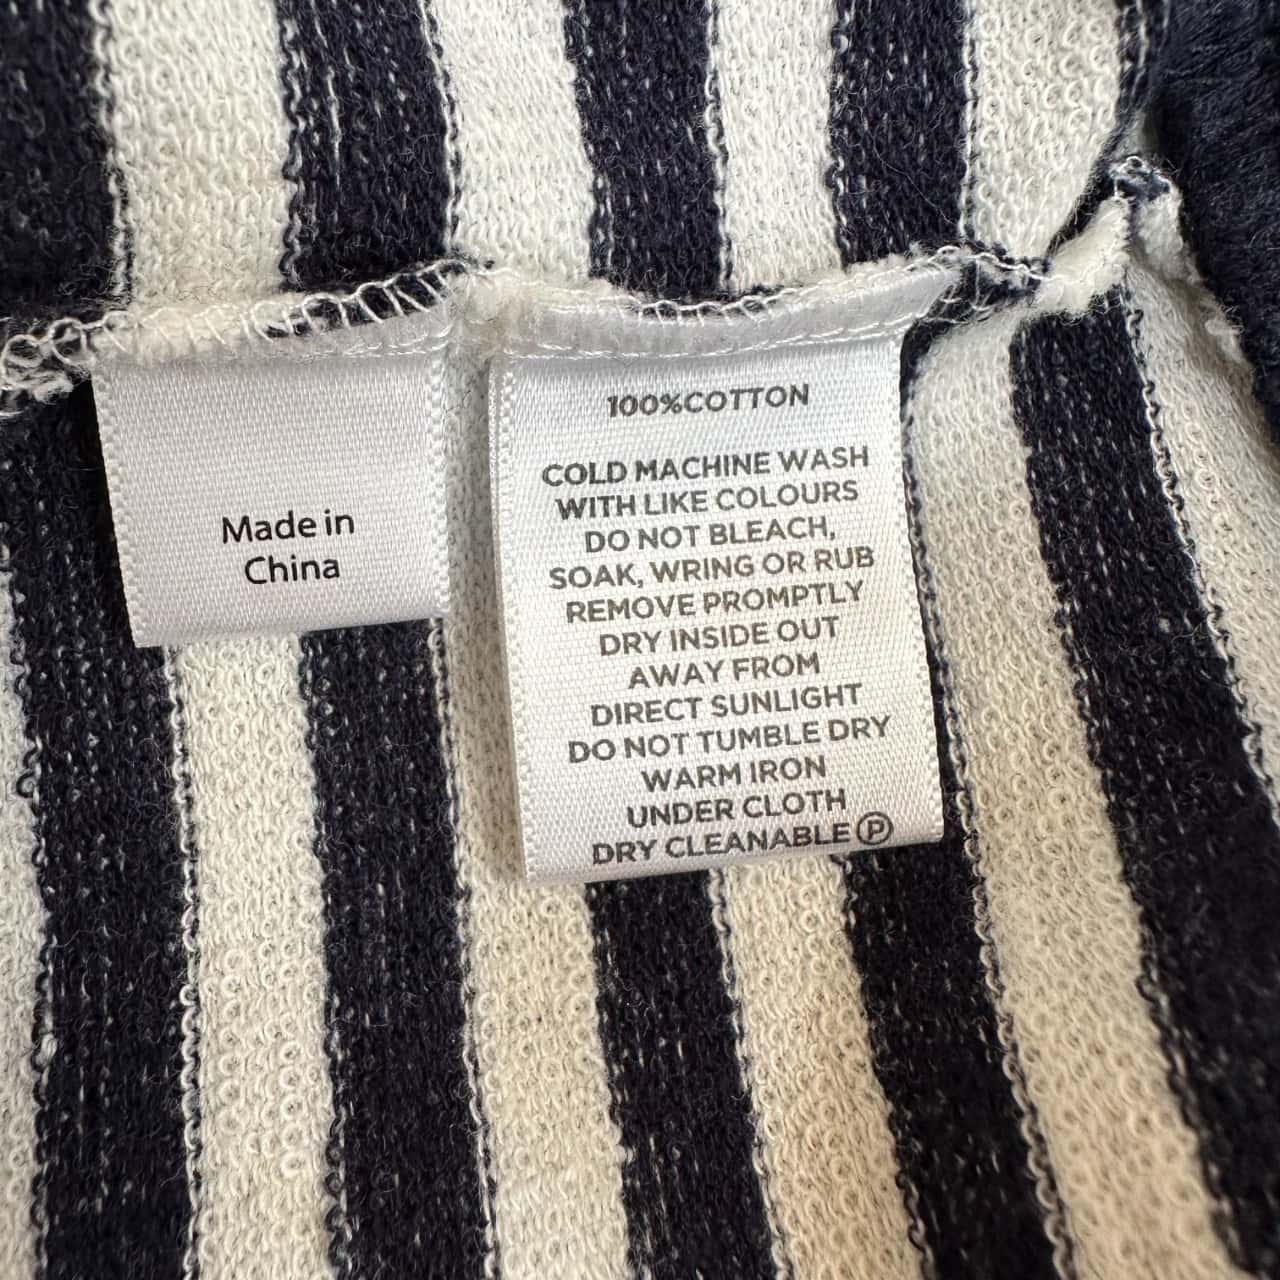 Made in
China
100%COTTON
COLD MACHINE WASH
WITH LIKE COLOURS
DO NOT BLEACH,
SOAK, WRING OR RUB
REMOVE PROMPTLY
DRY INSIDE OUT
AWAY FROM
DIRECT SUNLIGHT
DO NOT TUMBLE DRY
WARM IRON
UNDER CLOTH
DRY CLEANABLE Ⓟ